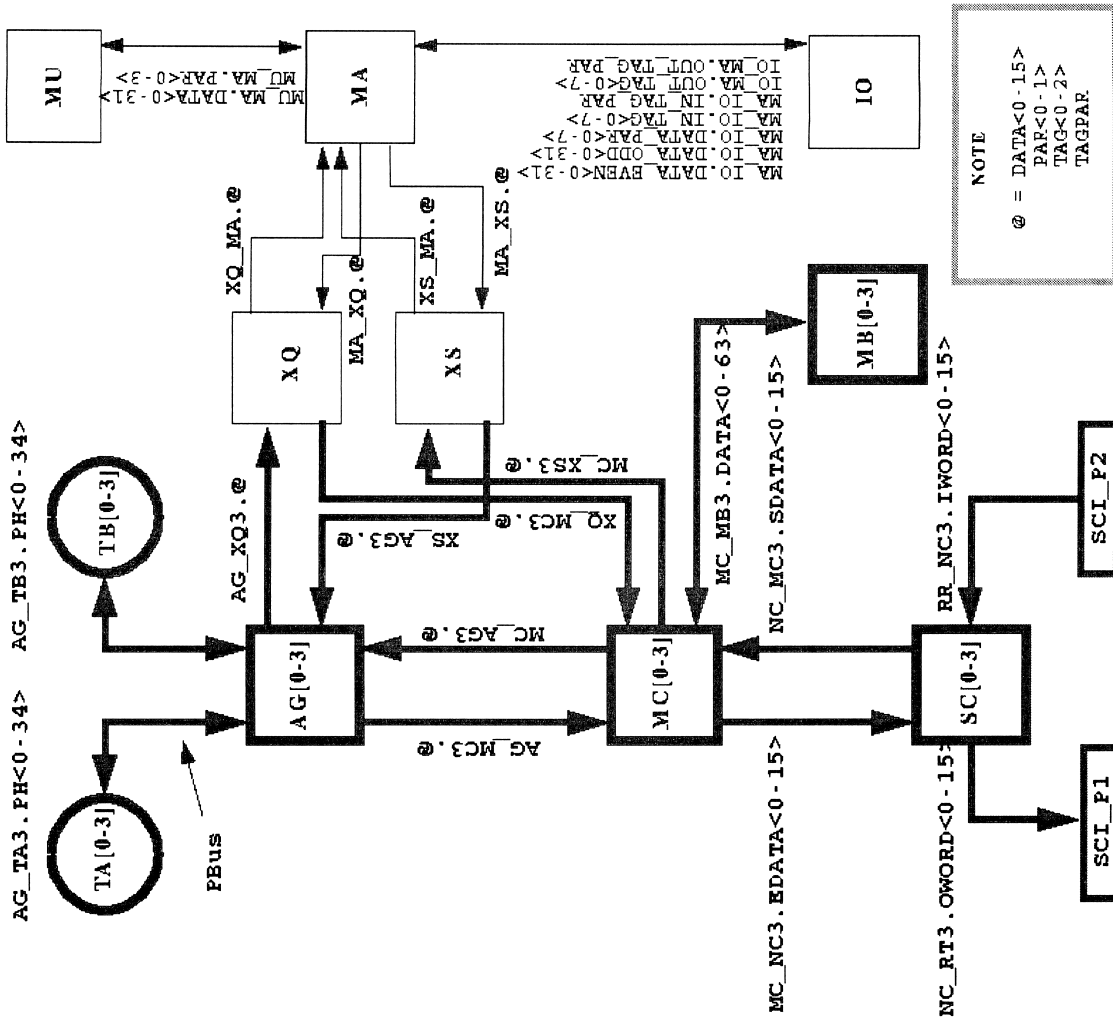 AG_TA3.PH<0-34>
AG_TB3.PH<0-34>
TA[0-3]
TB[0-3]
PBus
AG[0-3]
AG_XQ3.@
XS_AG3.@
XQ_MC3.@
MC_XS3.@
MC_AG3.@
AG_MC3.@
MC[0-3]
MC_MB3.DATA<0-63>
MB[0-3]
NC_MC3.SDATA<0-15>
MC_NC3.EDATA<0-15>
SC[0-3]
RR_NC3.IWORD<0-15>
NC_RT3.OWORD<0-15>
SCI_P1
SCI_P2
XQ
XS
XQ_MA.@
MA_XQ.@
XS_MA.@
MA_XS.@
MU
MU_MA.DATA<0-31>
MU_MA.PAR<0-3>
MA
MA_IO.DATA_EVEN<0-31>
MA_IO.DATA_ODD<0-31>
MA_IO.DATA_PAR<0-7>
MA_IO.IN_TAG<0-7>
MA_IO.IN_TAG_PAR
IO_MA.OUT_TAG<0-7>
IO_MA.OUT_TAG_PAR
IO
NOTE
@ = DATA<0-15>
PAR<0-1>
TAG<0-2>
TAGPAR